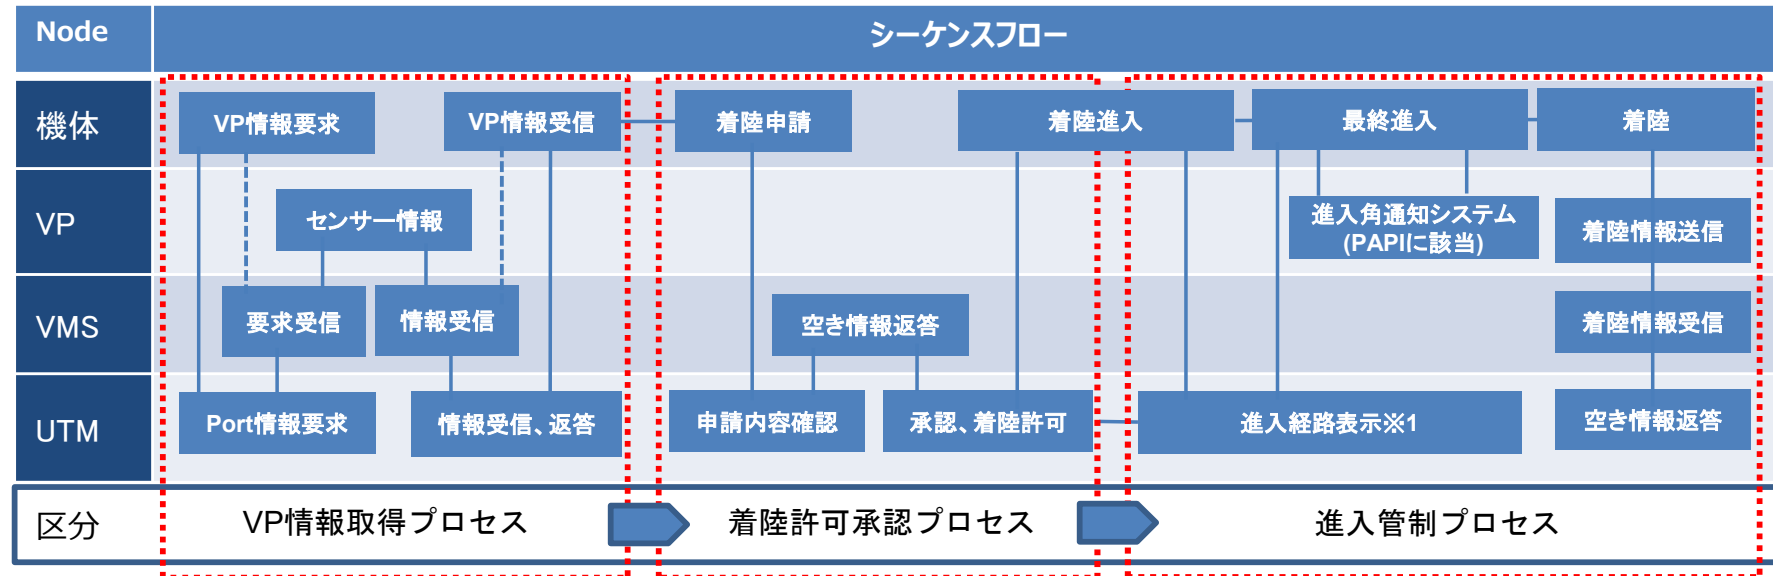 Node
シーケンスフロー
機体
VP情報要求
VP情報受信
着陸申請
着陸進入
最終進入
着陸
VP
センサー情報
進入角通知システム
(PAPIに該当)
着陸情報送信
VMS
要求受信
情報受信
空き情報返答
着陸情報受信
UTM
Port情報要求
情報受信、返答
申請内容確認
承認、着陸許可
進入経路表示※1
空き情報返答
区分
VP情報取得プロセス
着陸許可承認プロセス
進入管制プロセス